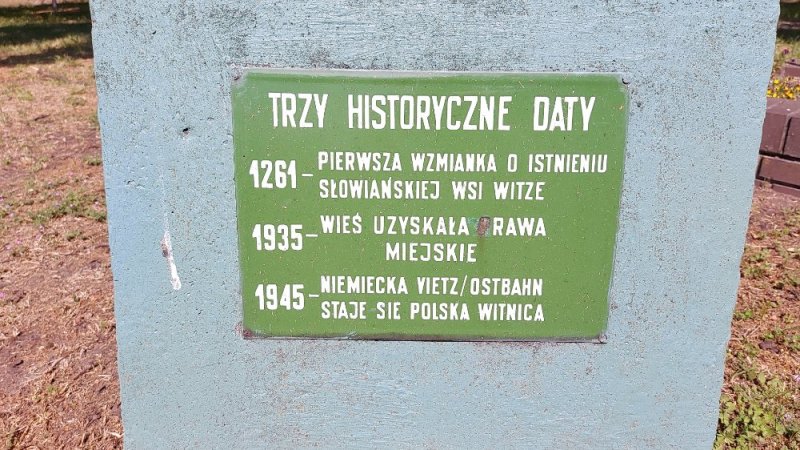 TRZY HISTORYCZNE DATY
1261 – PIERWSZA WZMIANKA O ISTNIENIU
SŁOWIAŃSKIEJ WSI WITZE
1935 – WIEŚ UZYSKAŁA PRAWA
MIEJSKIE
1945 – NIEMIECKA VIETZ/OSTBAHN
STAJE SIE POLSKA WITNICA